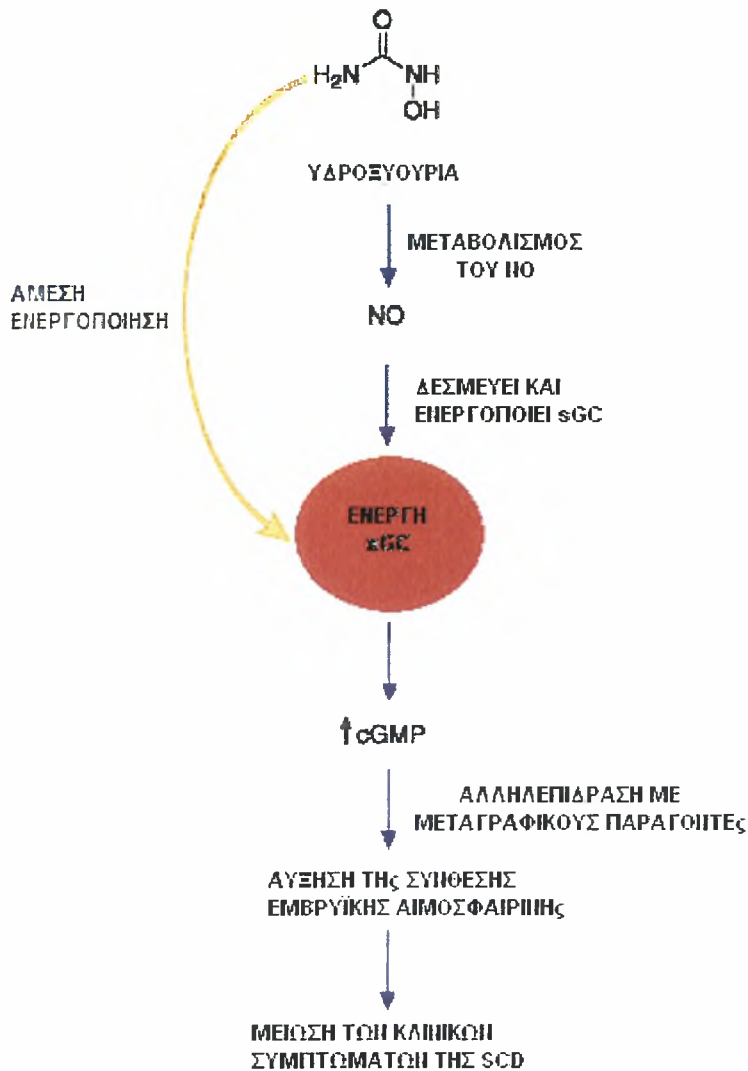 O
H₂N NH
OH
ΥΔΡΟΞΥΟΥΡΙΑ
ΜΕΤΑΒΟΛΙΣΜΟΣ
ΤΟΥ ΝΟ
ΑΜΕΣΗ
ΕΝΕΡΓΟΠΟΙΗΣΗ
NO
ΔΕΣΜΕΥΕΙ ΚΑΙ
ΕΝΕΡΓΟΠΟΙΕΙ sGC
ΕΝΕΡΓΗ
sGC
↑cGMP
ΑΛΛΗΛΕΠΙΔΡΑΣΗ ΜΕ
ΜΕΤΑΓΡΑΦΙΚΟΥΣ ΠΑΡΑΓΟΝΤΕς
ΑΥΞΗΣΗ ΤΗς ΣΥΝΘΕΣΗΣ
ΕΜΒΡΥΪΚΗΣ ΑΙΜΟΣΦΑΙΡΙΝΗς
ΜΕΙΩΣΗ ΤΩΝ ΚΛΙΝΙΚΩΝ
ΣΥΜΠΤΩΜΑΤΩΝ ΤΗΣ SCD